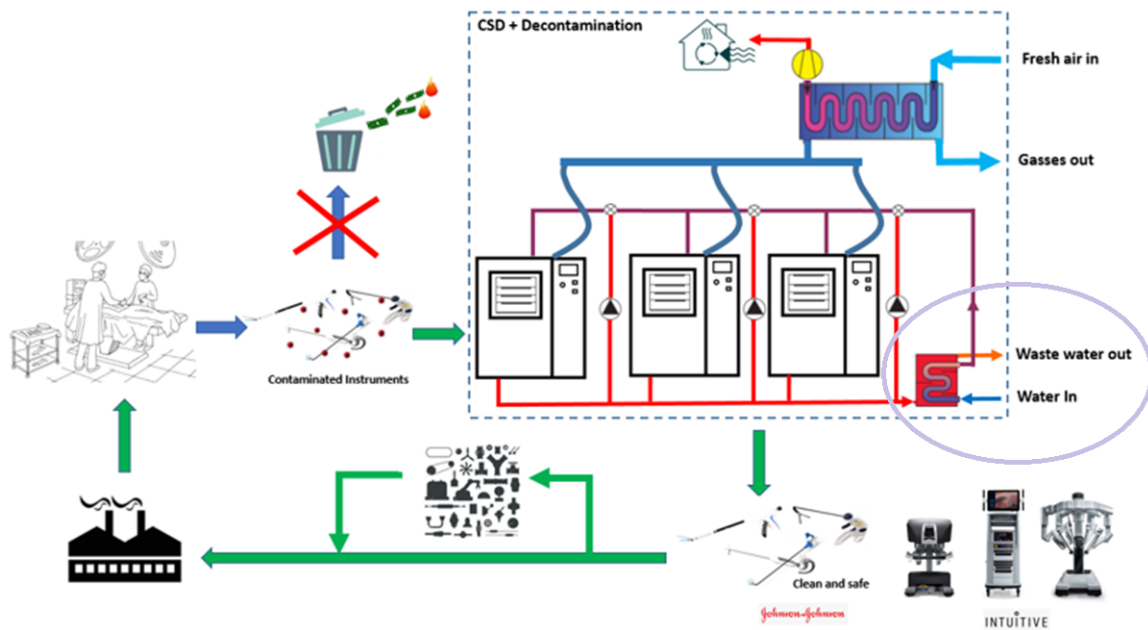 CSD + Decontamination
Fresh air in
Gasses out
Contaminated Instruments
Waste water out
Water In
Clean and safe
Johnson&Johnson
INTUITIVE